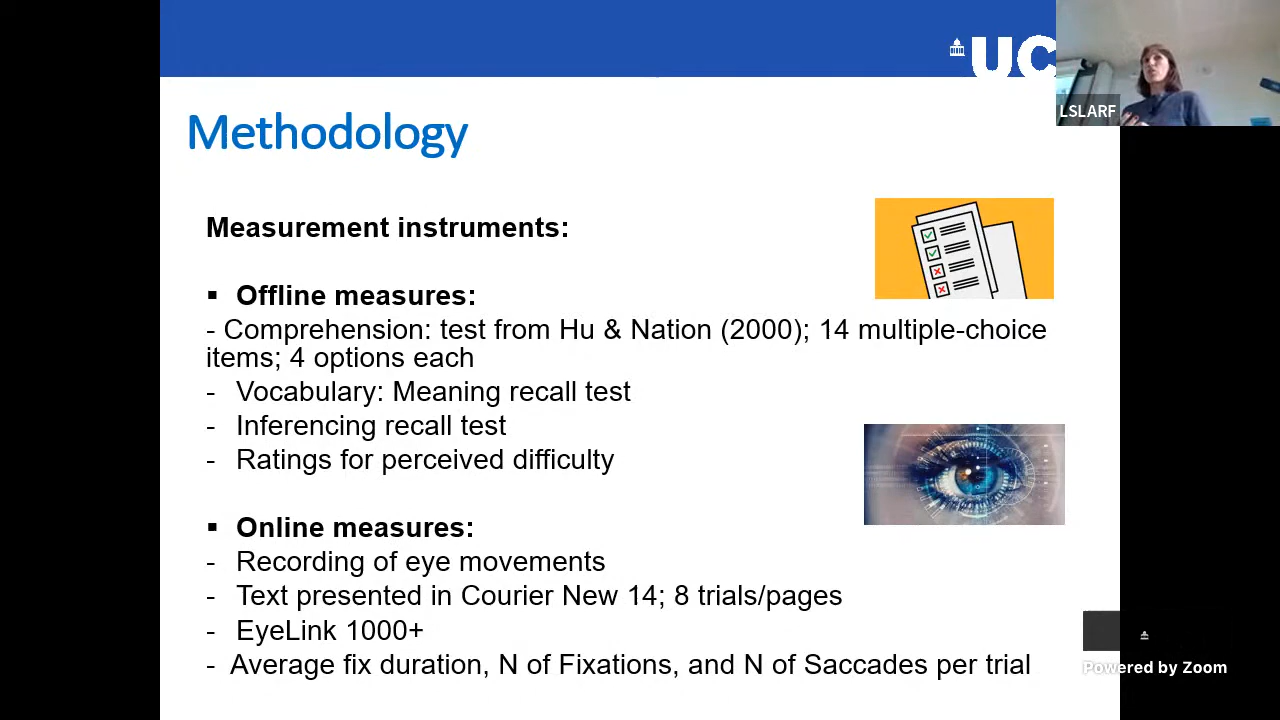 UC
LSLARF
Methodology
Measurement instruments:
▪ Offline measures:
- Comprehension: test from Hu & Nation (2000); 14 multiple-choice
items; 4 options each
- Vocabulary: Meaning recall test
- Inferencing recall test
- Ratings for perceived difficulty
▪ Online measures:
- Recording of eye movements
- Text presented in Courier New 14; 8 trials/pages
- EyeLink 1000+
- Average fix duration, N of Fixations, and N of Saccades per trial
Powered by Zoom